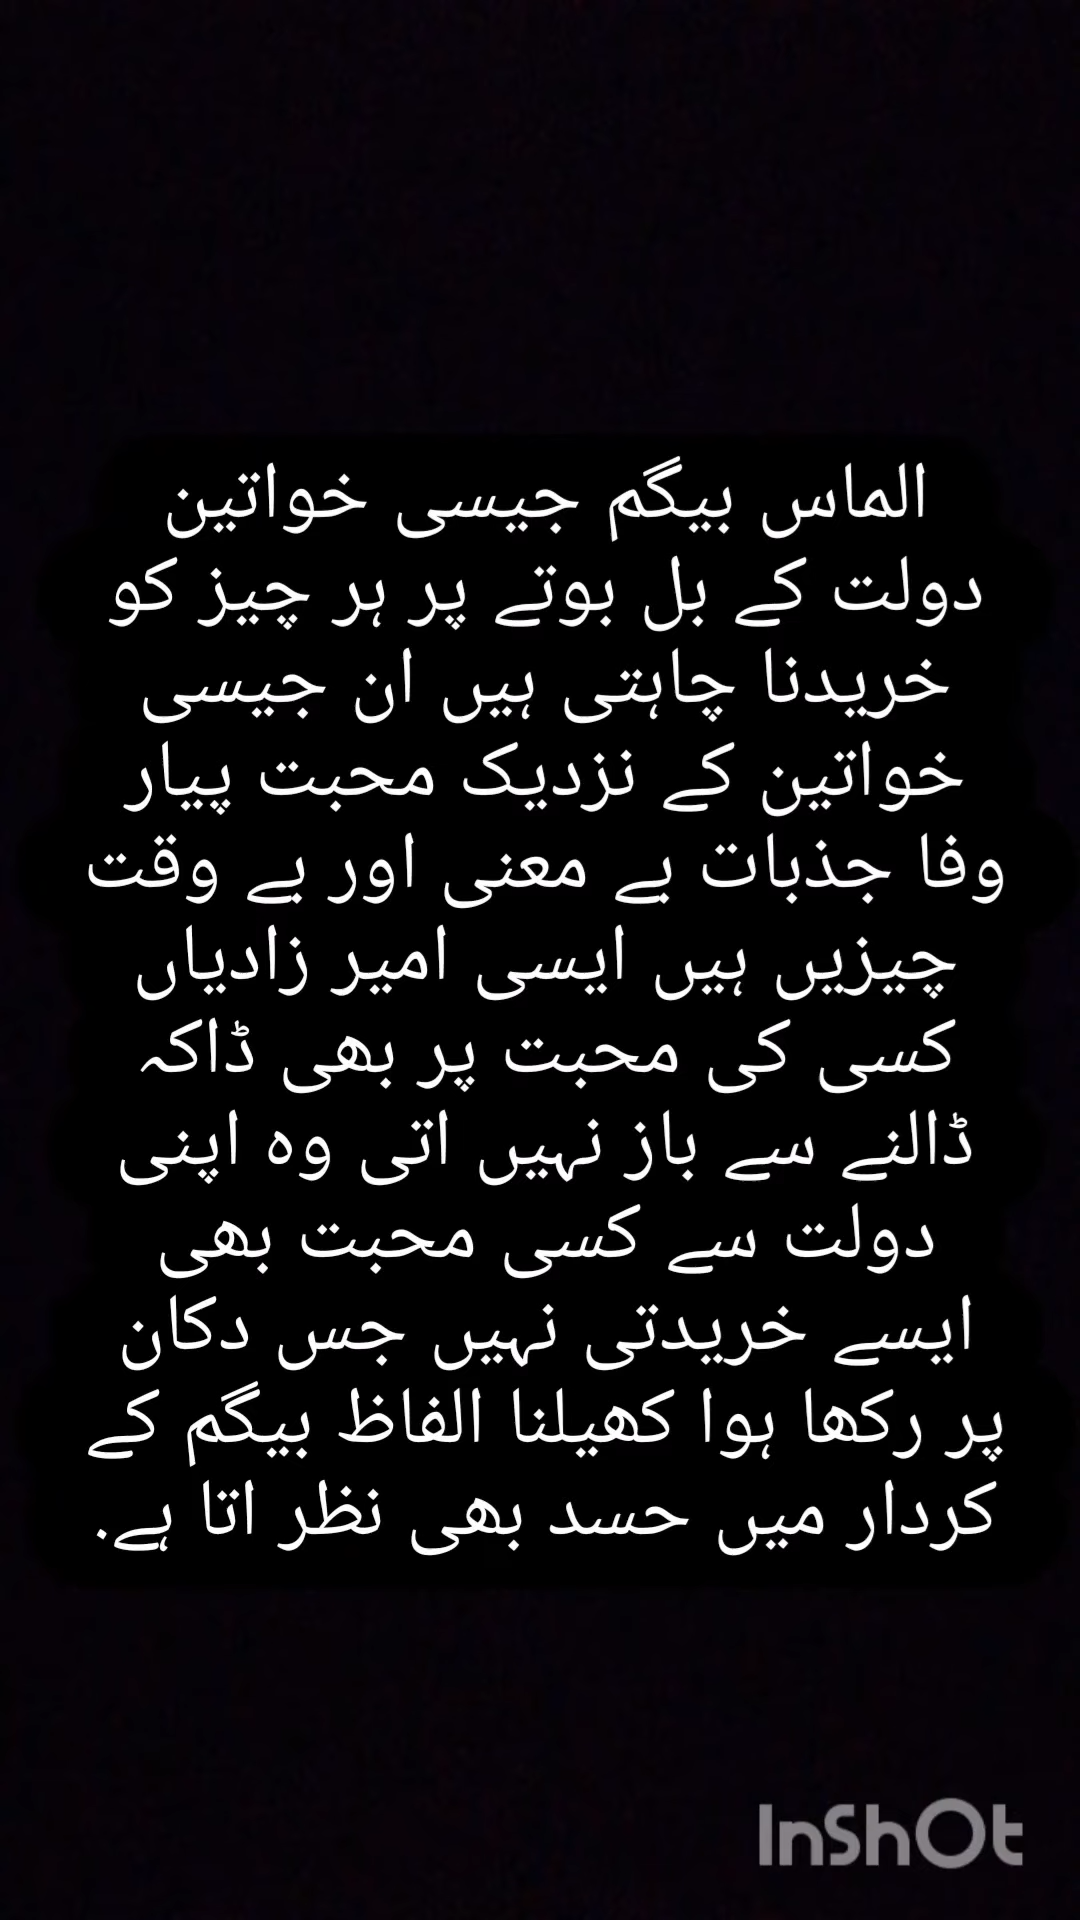 الماس بیگم جیسی خواتین
دولت کے بل بوتے پر ہر چیز کو
خریدنا چاہتی ہیں ان جیسی
خواتین کے نزدیک محبت پیار
وفا جذبات بے معنی اور بے وقت
چیزیں ہیں ایسی امیر زادیاں
کسی کی محبت پر بھی ڈاکہ
ڈالنے سے باز نہیں اتی وہ اپنی
دولت سے کسی محبت بھی
ایسے خریدتی نہیں جس دکان
پر رکھا ہوا کھیلنا الفاظ بیگم کے
کردار میں حسد بھی نظر اتا ہے.
InShOt